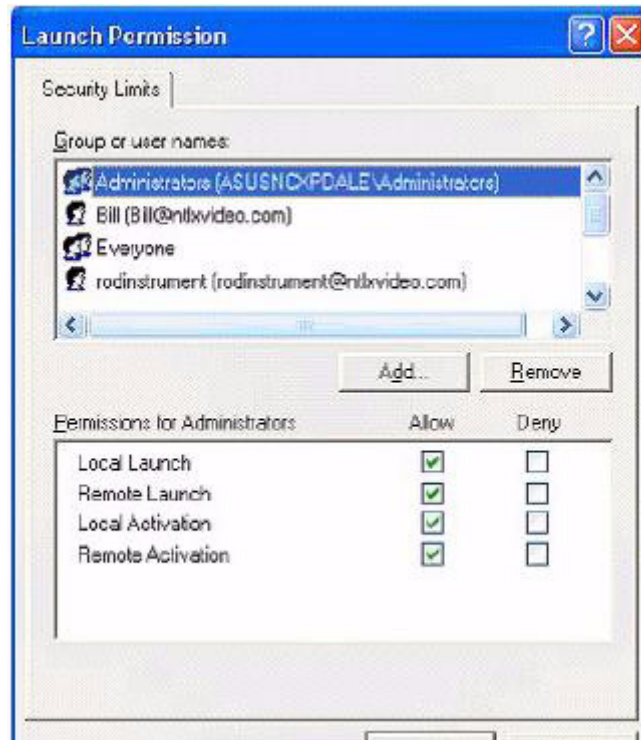 Launch Permission
Security Limits
Group or user names:
Administrators (ASUSNCXPDALE\Administrators)
Bill (Bill@ntlxvideo.com)
Everyone
rodinstrument (rodinstrument@ntlxvideo.com)
Add...
Remove
Permissions for Administrators
Allow
Deny
Local Launch
Remote Launch
Local Activation
Remote Activation